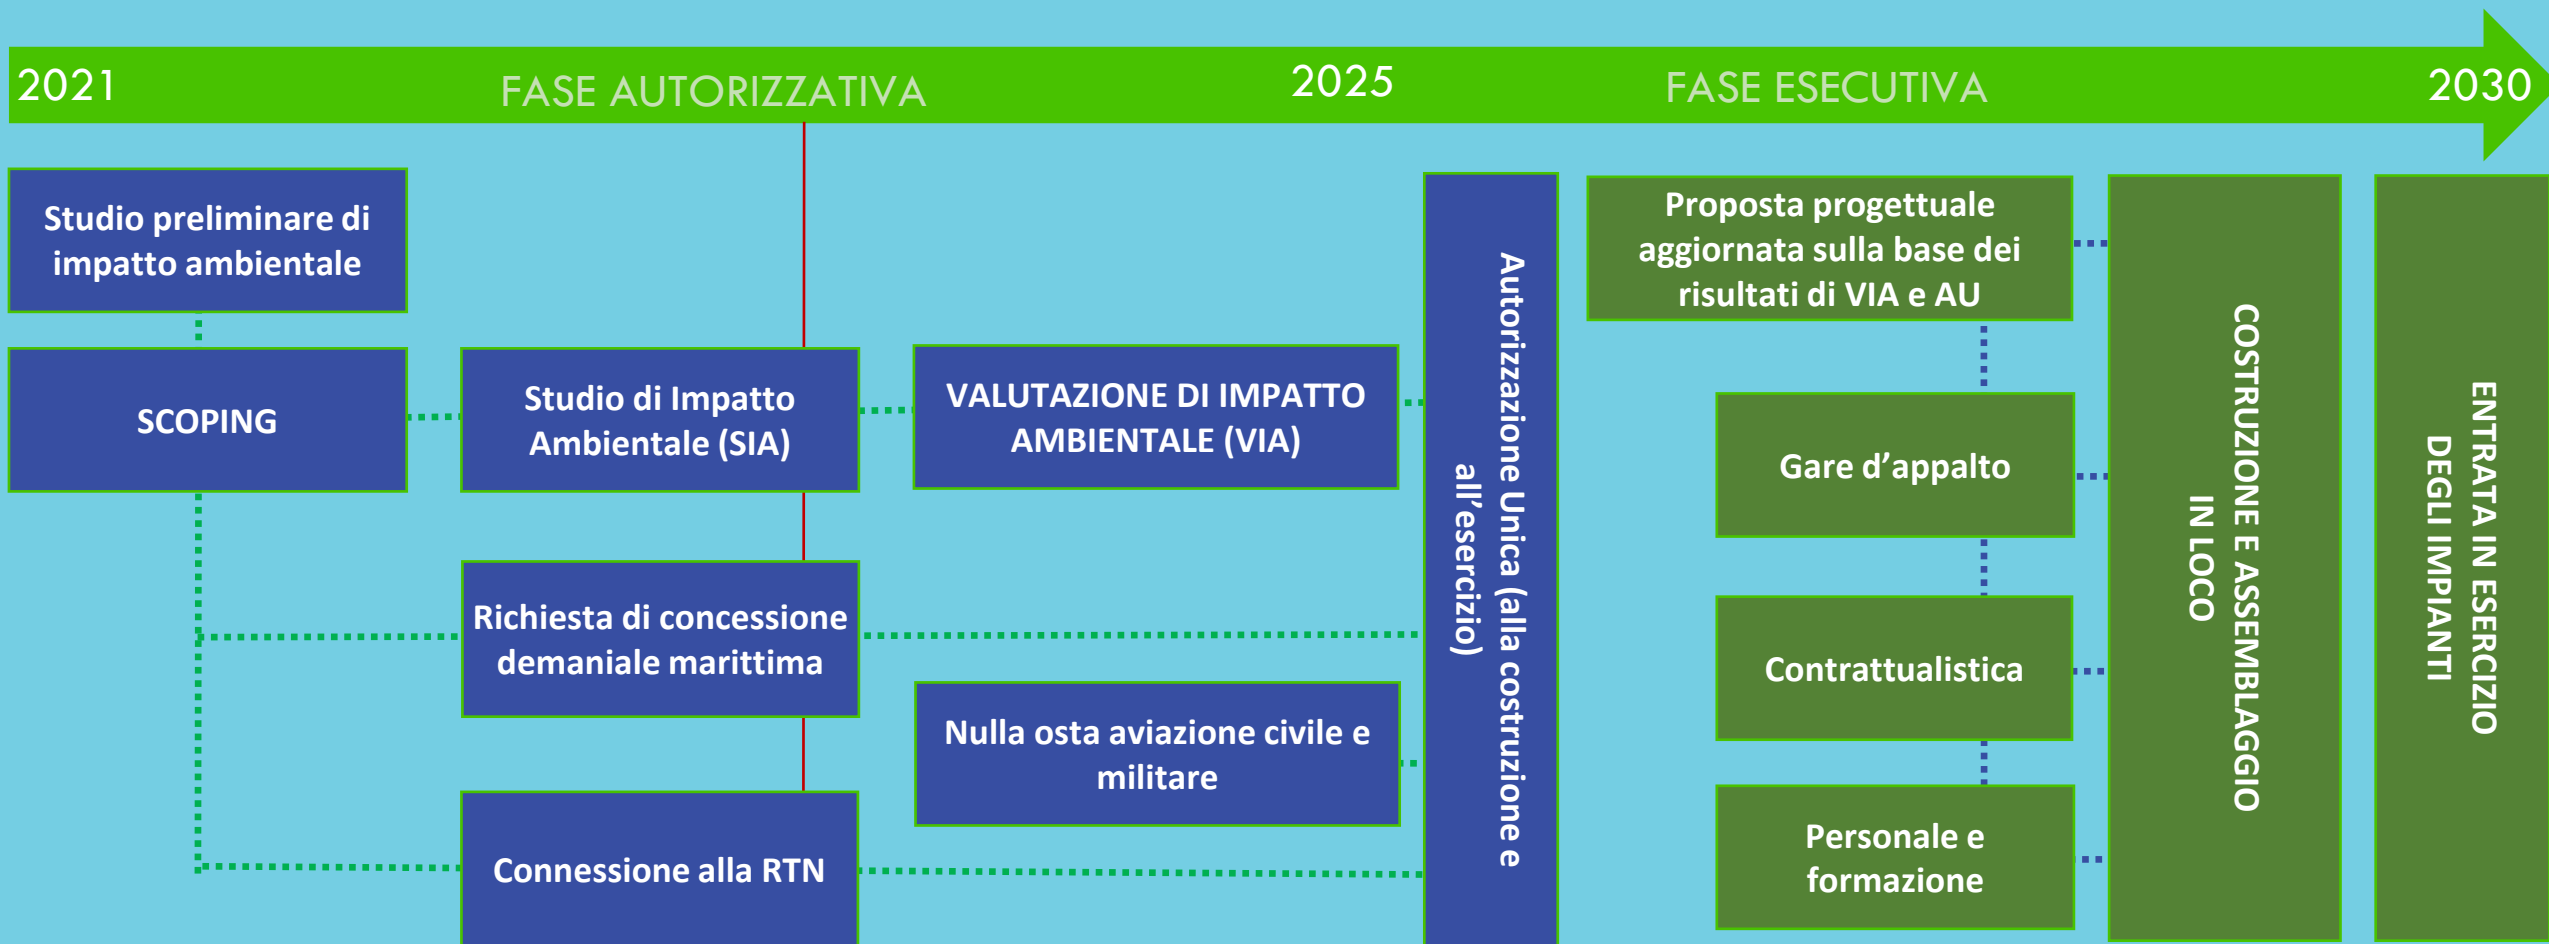 2021
FASE AUTORIZZATIVA
2025
FASE ESECUTIVA
2030
Studio preliminare di
impatto ambientale
SCOPING
Studio di Impatto
Ambientale (SIA)
VALUTAZIONE DI IMPATTO
AMBIENTALE (VIA)
Richiesta di concessione
demaniale marittima
Nulla osta aviazione civile e
militare
Connessione alla RTN
Autorizzazione Unica (alla costruzione e
all’esercizio)
Proposta progettuale
aggiornata sulla base dei
risultati di VIA e AU
Gare d’appalto
Contrattualistica
Personale e
formazione
COSTRUZIONE E ASSEMBLAGGIO
IN LOCO
ENTRATA IN ESERCIZIO
DEGLI IMPIANTI